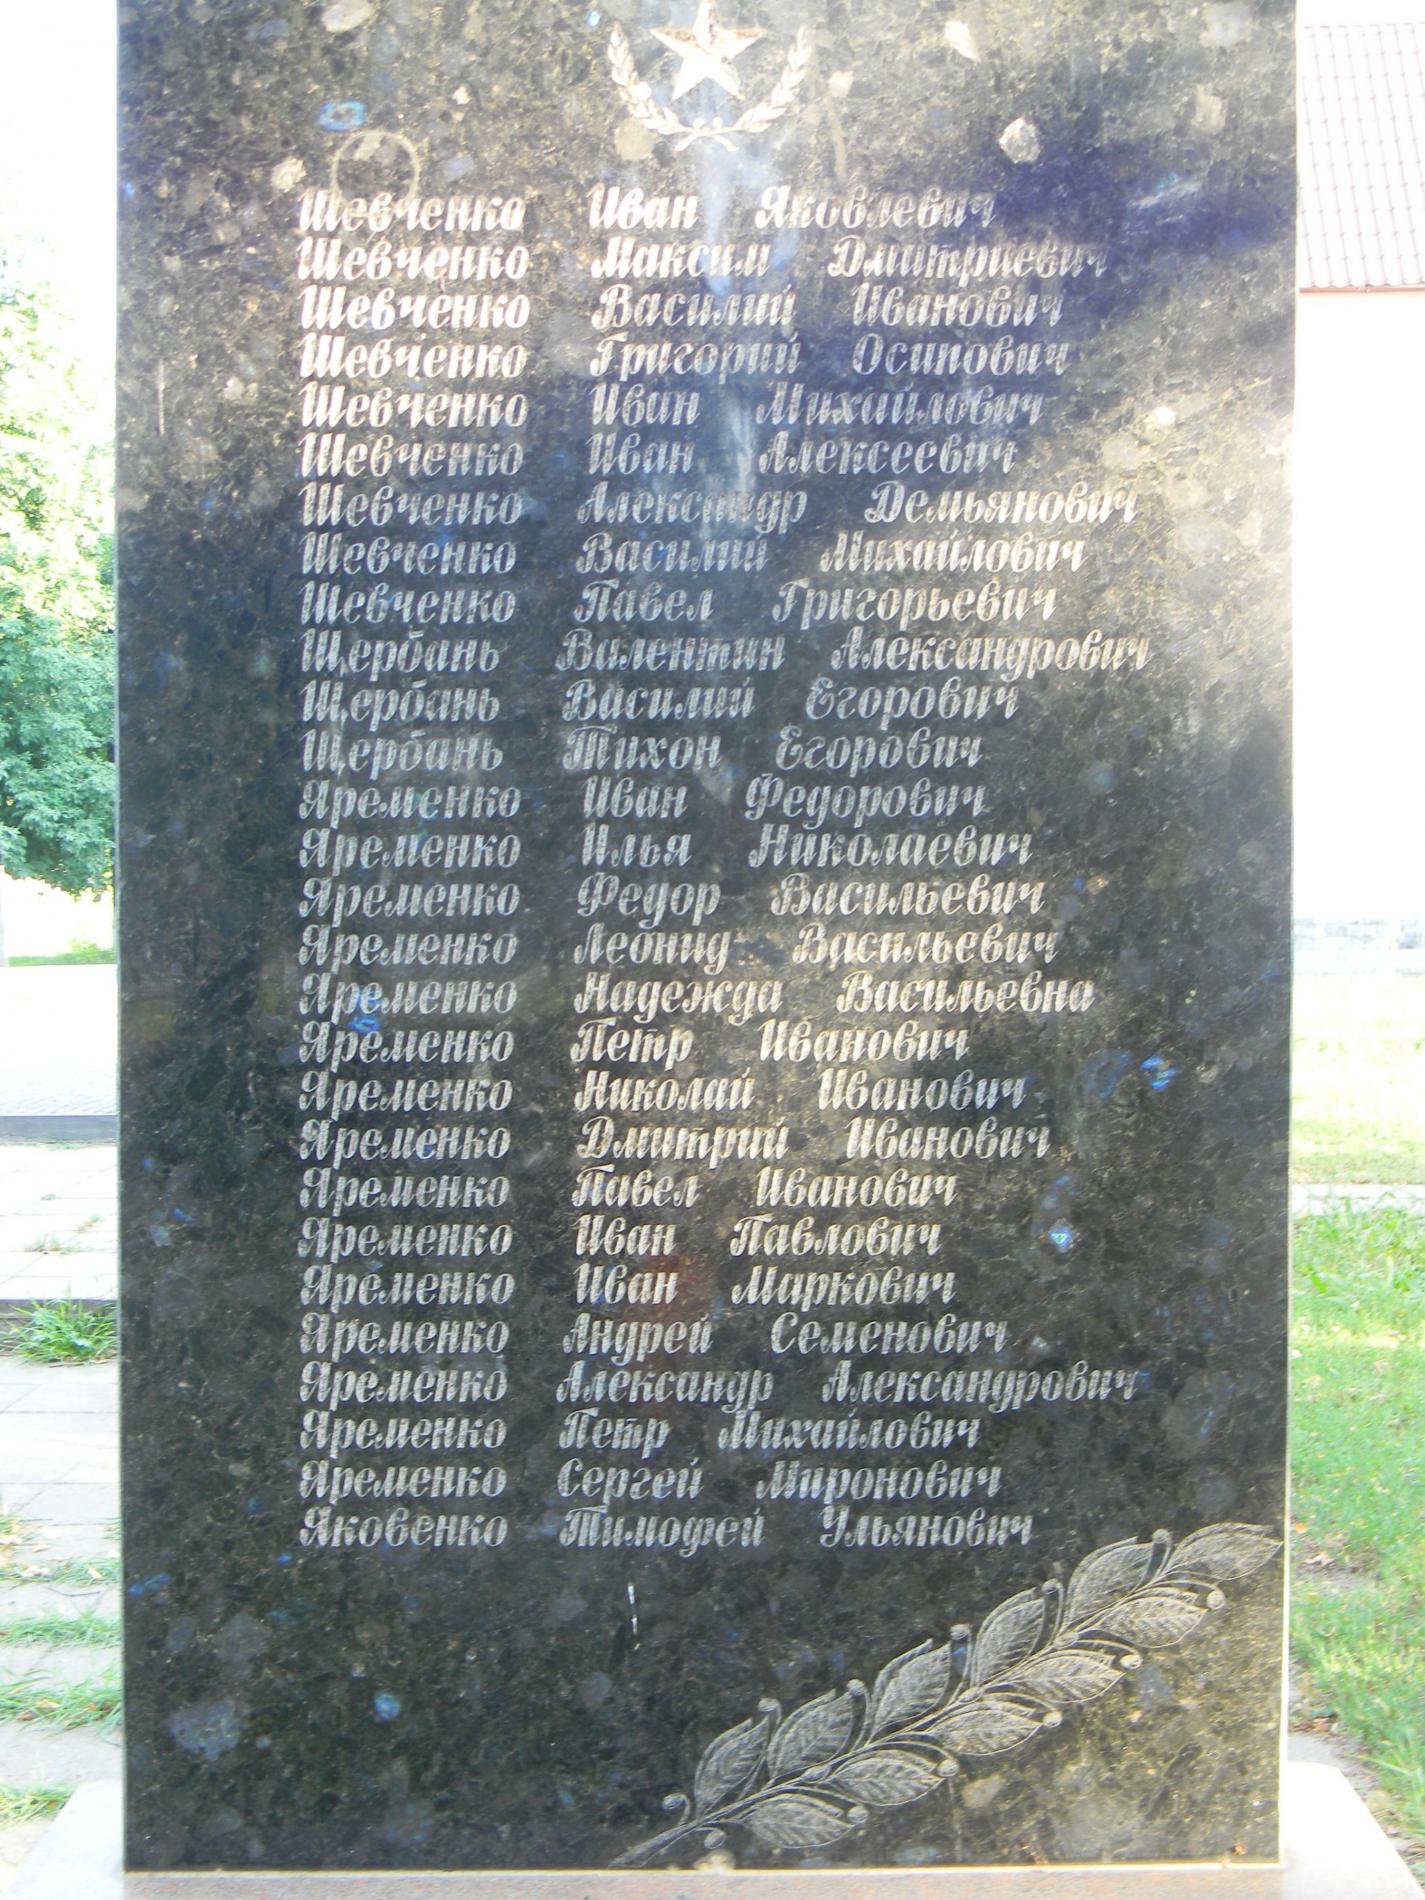 Шевченко Иван Яковлевич
Шевченко Максим Дмитриевич
Шевченко Василий Иванович
Шевченко Григорий Осипович
Шевченко Иван Михайлович
Шевченко Иван Алексеевич
Шевченко Александр Демьянович
Шевченко Василий Михайлович
Шевченко Павел Григорьевич
Щербань Валентин Александрович
Щербань Василий Егорович
Щербань Тихон Егорович
Яременко Иван Федорович
Яременко Илья Николаевич
Яременко Федор Васильевич
Яременко Леонид Васильевич
Яременко Надежда Васильевна
Яременко Петр Иванович
Яременко Николай Иванович
Яременко Дмитрий Иванович
Яременко Павел Иванович
Яременко Иван Павлович
Яременко Иван Маркович
Яременко Андрей Семенович
Яременко Александр Александрович
Яременко Петр Михайлович
Яременко Сергей Миронович
Яковенко Тимофей Ульянович